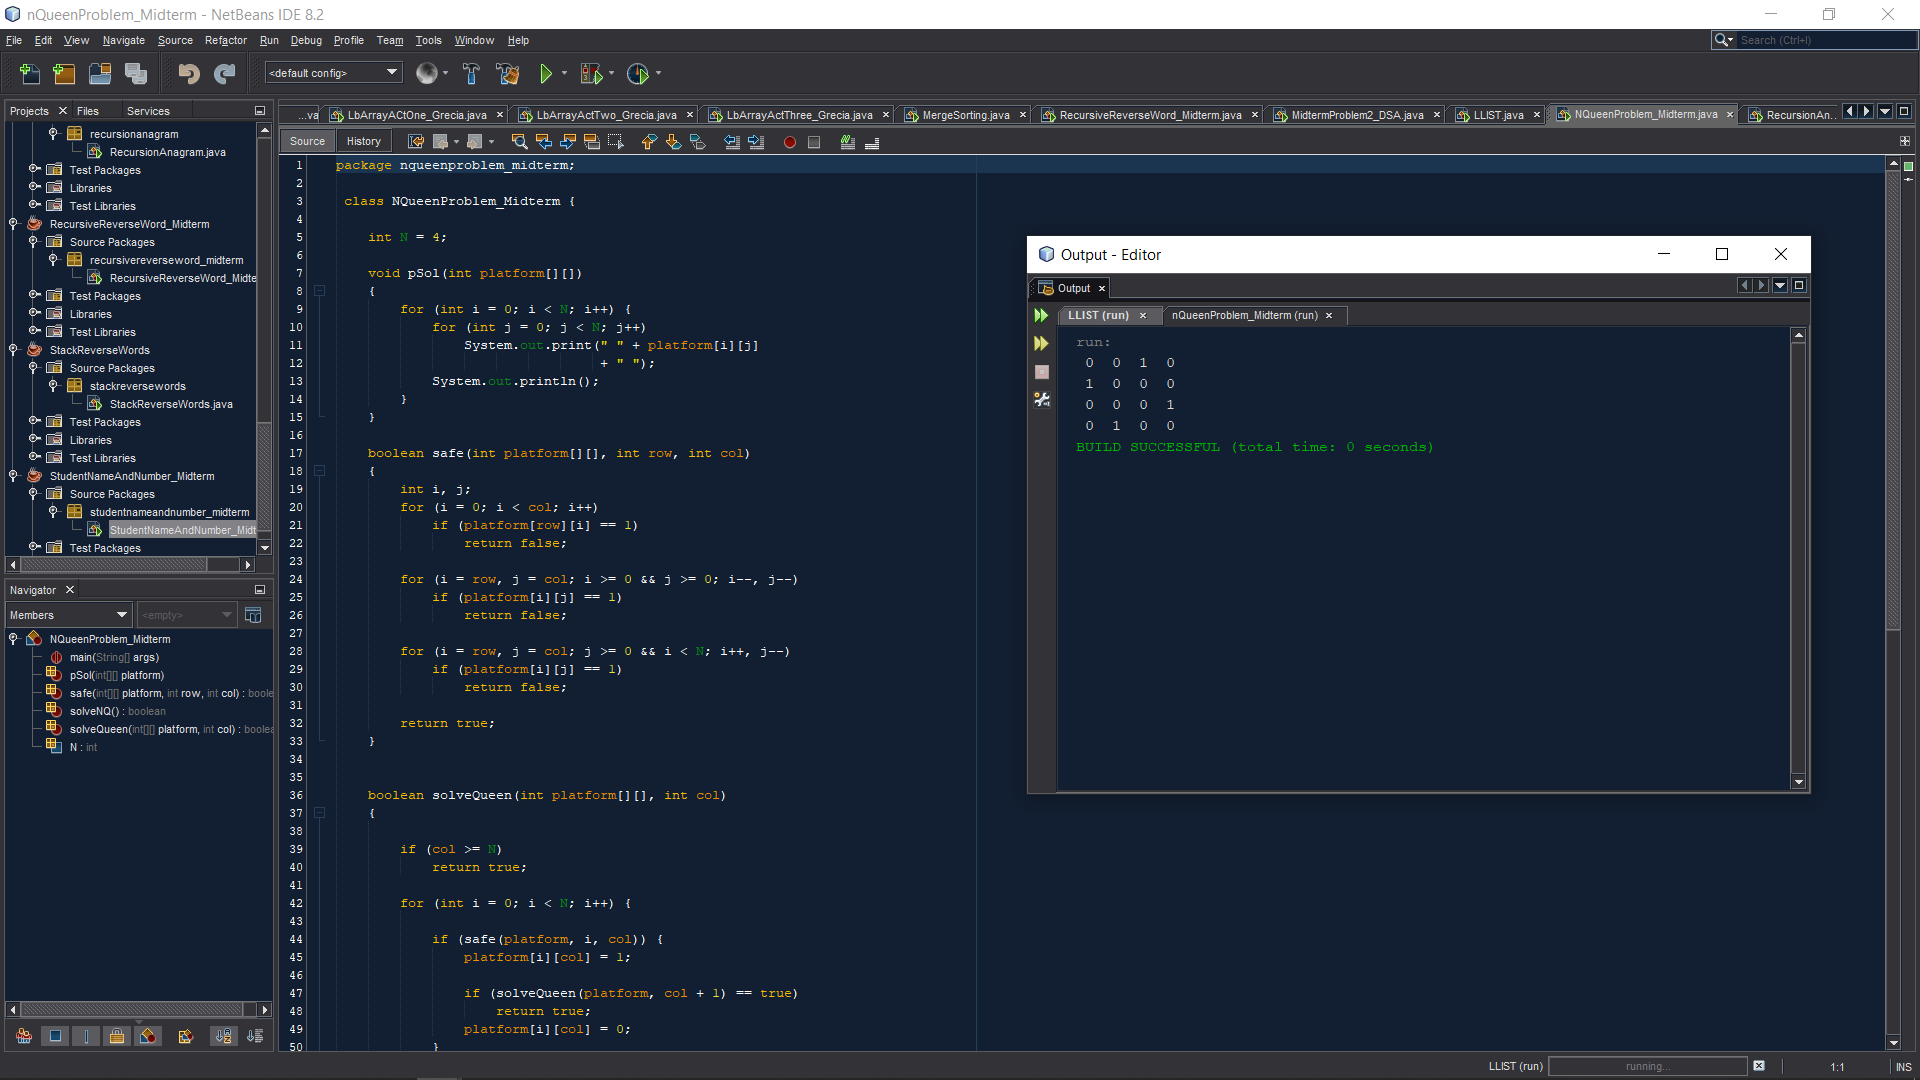 nQueenProblem_Midterm - NetBeans IDE 8.2
File Edit View Navigate Source Refactor Run Debug Profile Team Tools Window Help
Search (Ctrl+I)
<default config>
Projects Files Services
recursionanagram
RecursionAnagram.java
Test Packages
Libraries
Test Libraries
RecursiveReverseWord_Midterm
Source Packages
recursivereverseword_midterm
RecursiveReverseWord_Midte
Test Packages
Libraries
Test Libraries
StackReverseWords
Source Packages
stackreversewords
StackReverseWords.java
Test Packages
Libraries
Test Libraries
StudentNameAndNumber_Midterm
Source Packages
studentnameandnumber_midterm
StudentNameAndNumber_Midt
Test Packages
Navigator
Members <empty>
NQueenProblem_Midterm
main(String[] args)
pSol(int[][] platform)
safe(int[][] platform, int row, int col) : boole
solveNQ() : boolean
solveQueen(int[][] platform, int col) : boolea
N : int
...va LbArrayACtOne_Grecia.java LbArrayActTwo_Grecia.java LbArrayActThree_Grecia.java MergeSorting.java RecursiveReverseWord_Midterm.java MidtermProblem2_DSA.java LLIST.java NQueenProblem_Midterm.java RecursionAn...
Source History
1 package nqueenproblem_midterm;
2
3 class NQueenProblem_Midterm {
4
5 int N = 4;
6
7 void pSol(int platform[][])
8 {
9 for (int i = 0; i < N; i++) {
10 for (int j = 0; j < N; j++)
11 System.out.print(" " + platform[i][j]
12 + " ");
13 System.out.println();
14 }
15 }
16
17 boolean safe(int platform[][], int row, int col)
18 {
19 int i, j;
20 for (i = 0; i < col; i++)
21 if (platform[row][i] == 1)
22 return false;
23
24 for (i = row, j = col; i >= 0 && j >= 0; i--, j--)
25 if (platform[i][j] == 1)
26 return false;
27
28 for (i = row, j = col; j >= 0 && i < N; i++, j--)
29 if (platform[i][j] == 1)
30 return false;
31
32 return true;
33 }
34
35
36 boolean solveQueen(int platform[][], int col)
37 {
38
39 if (col >= N)
40 return true;
41
42 for (int i = 0; i < N; i++) {
43
44 if (safe(platform, i, col)) {
45 platform[i][col] = 1;
46
47 if (solveQueen(platform, col + 1) == true)
48 return true;
49 platform[i][col] = 0;
50 }
Output - Editor
Output
LLIST (run) nQueenProblem_Midterm (run)
run:
0 0 1 0
1 0 0 0
0 0 0 1
0 1 0 0
BUILD SUCCESSFUL (total time: 0 seconds)
LLIST (run) running... 1:1 INS